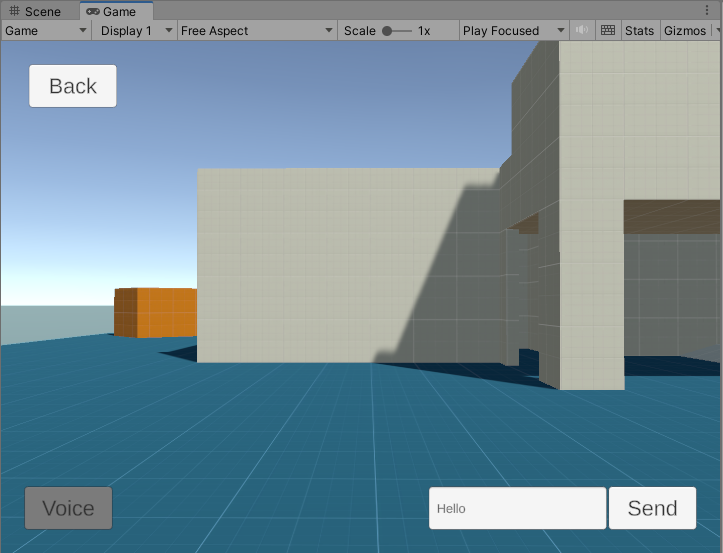 Scene Game
Game Display 1 Free Aspect Scale 1x Play Focused Stats Gizmos
Back
Voice Hello Send